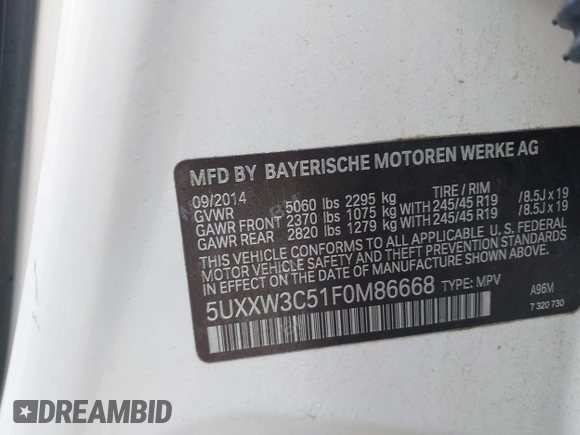 MFD BY BAYERISCHE MOTOREN WERKE AG
09/2014 TIRE / RIM
GVWR 5060 lbs 2295 kg
GAWR FRONT 2370 lbs 1075 kg WITH 245/45 R19 /8.5J x 19
GAWR REAR 2820 lbs 1279 kg WITH 245/45 R19 /8.5J x 19
THIS VEHICLE CONFORMS TO ALL APPLICABLE U. S. FEDERAL
MOTOR VEHICLE SAFETY, BUMPER AND THEFT PREVENTION
STANDARDS IN EFFECT ON THE DATE OF MANUFACTURE SHOWN ABOVE.
5UXXW3C51F0M86668 TYPE: MPV A96M
7 320 730
DREAMBID